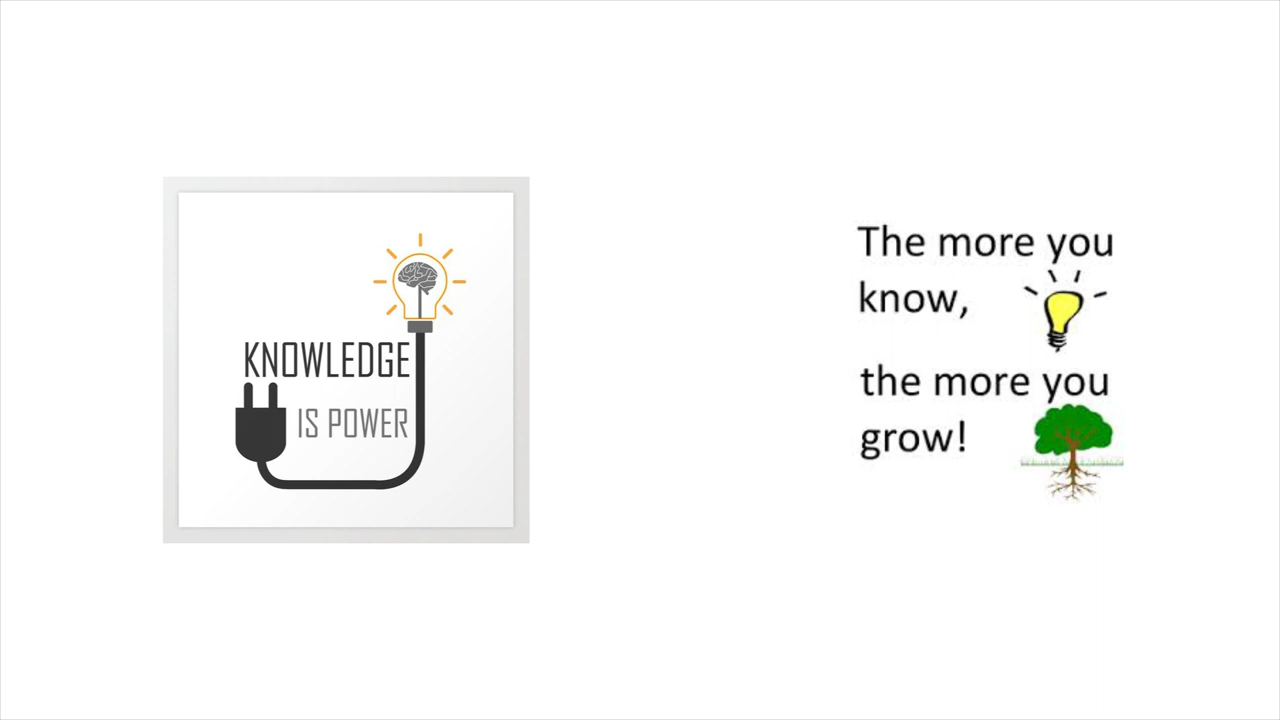 KNOWLEDGE
IS POWER
The more you
know,
the more you
grow!